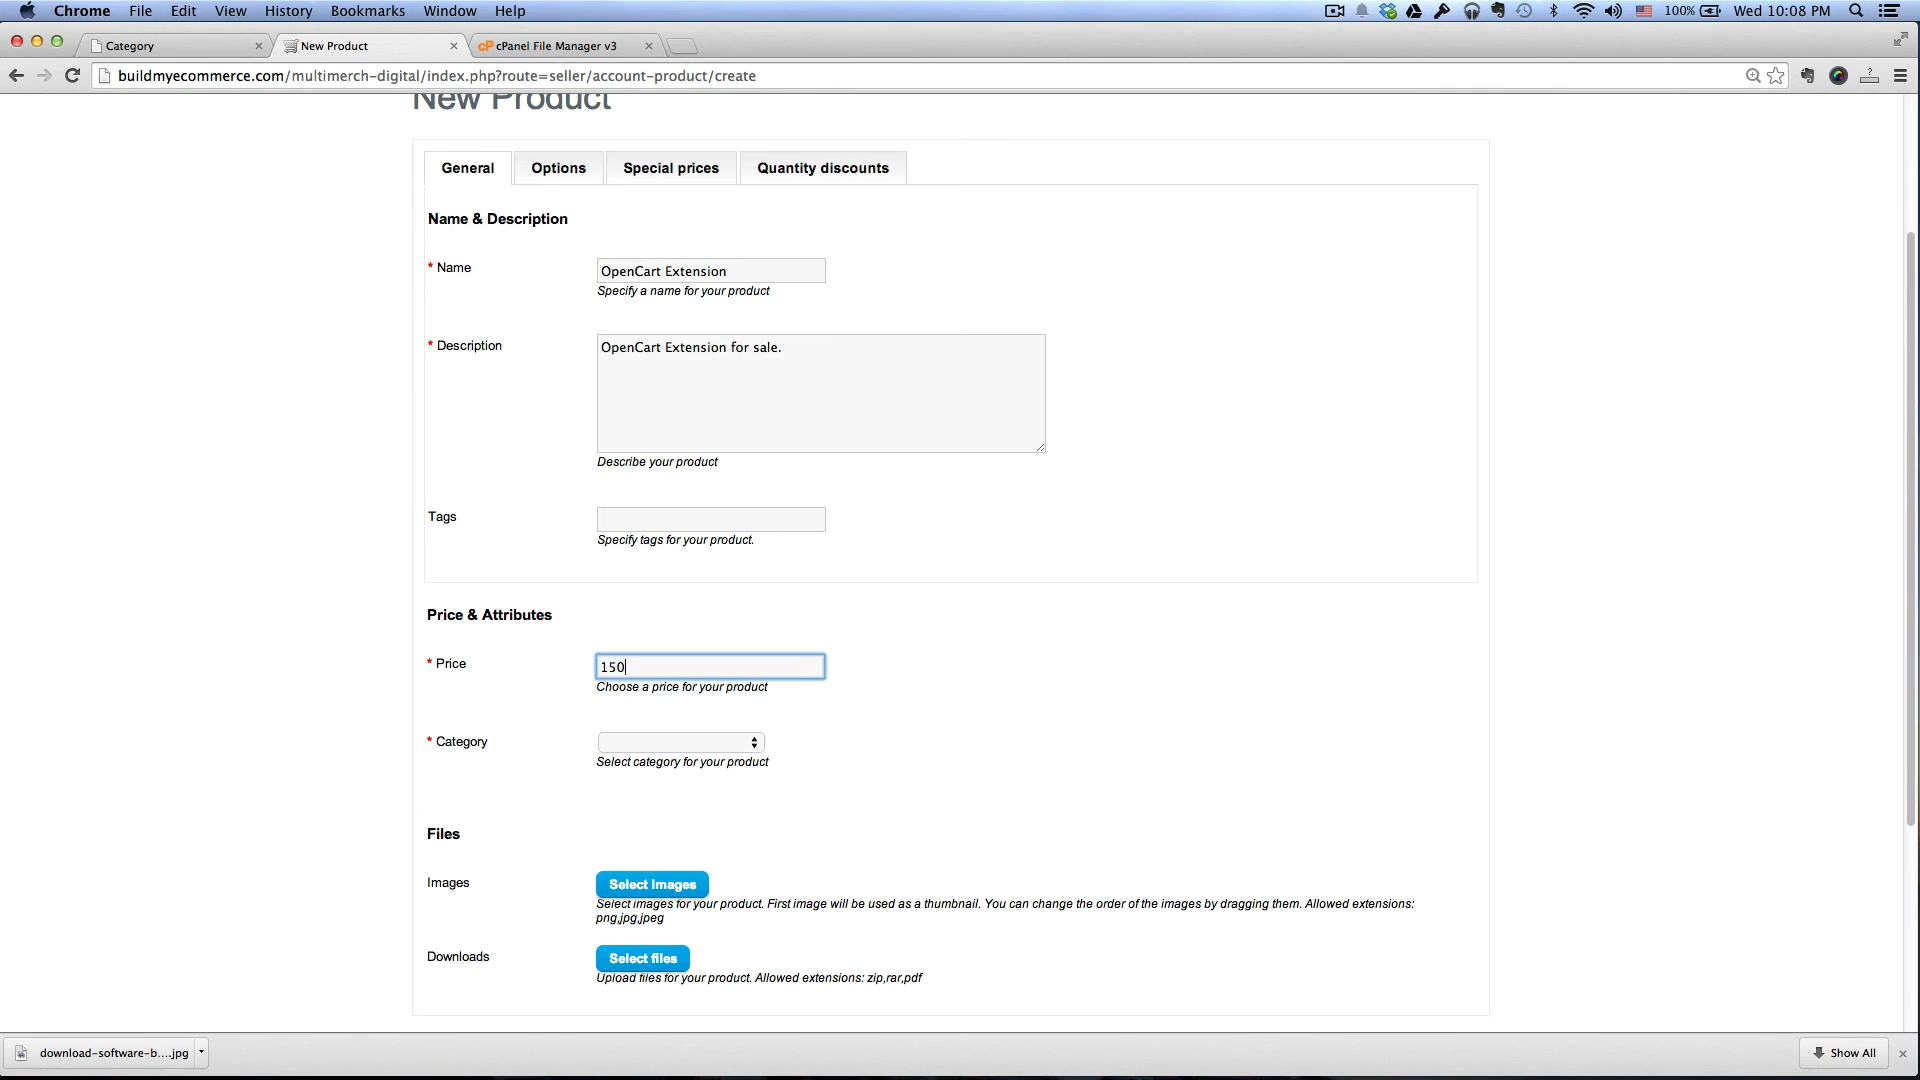 Chrome File Edit View History Bookmarks Window Help 100% Wed 10:08 PM
Category New Product cPanel File Manager v3
buildmyecommerce.com/multimerch-digital/index.php?route=seller/account-product/create
New Product
General Options Special prices Quantity discounts
Name & Description
* Name OpenCart Extension
Specify a name for your product
* Description OpenCart Extension for sale.
Describe your product
Tags
Specify tags for your product.
Price & Attributes
* Price 150
Choose a price for your product
* Category
Select category for your product
Files
Images Select images
Select images for your product. First image will be used as a thumbnail. You can change the order of the images by dragging them. Allowed extensions:
png,jpg,jpeg
Downloads Select files
Upload files for your product. Allowed extensions: zip,rar,pdf
download-software-b....jpg Show All